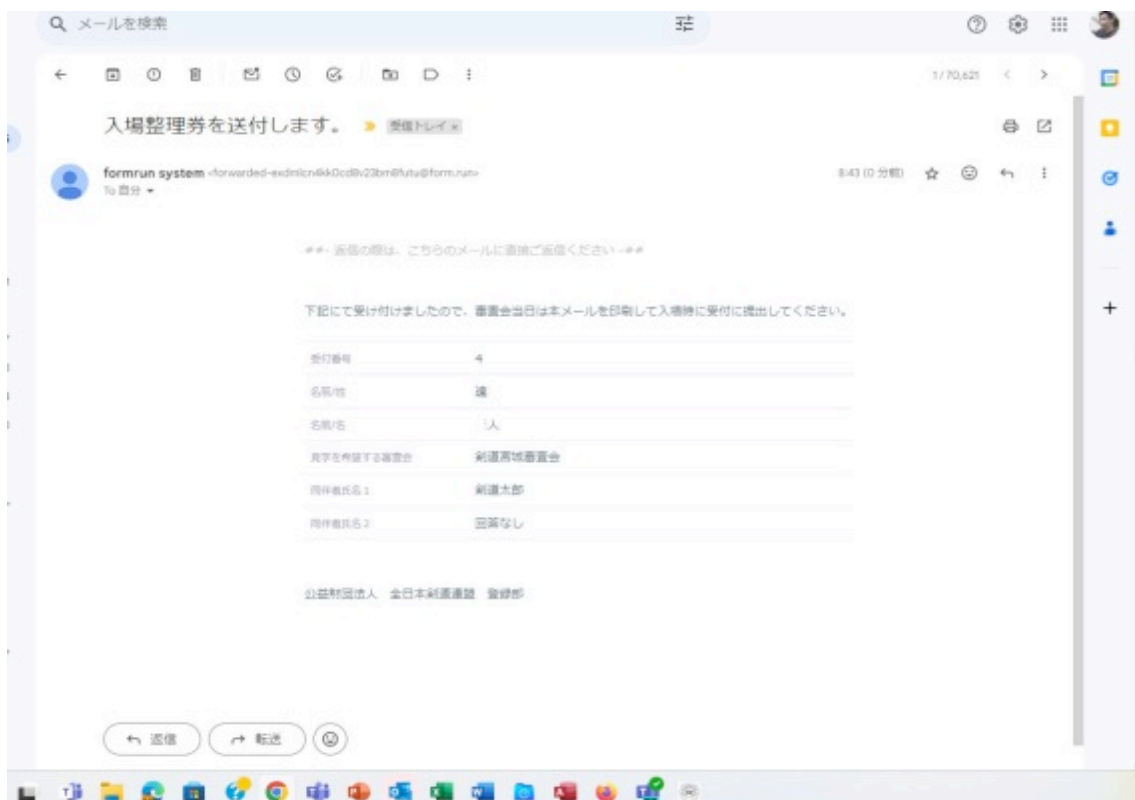 メールを検索
1/70,621
入場整理券を送付します。
受信トレイ ×
formrun system
8:43 (0 分前)
To 自分
-##- 返信の際は、こちらのメールに直接ご返信ください -##-
下記にて受け付けましたので、審査会当日は本メールを印刷して入場時に受付に提出してください。
受付番号 4
名前/姓
名前/名 人
見学を希望する審査会
同伴者氏名1 剣道太郎
同伴者氏名2 回答なし
公益財団法人 全日本剣道連盟 登録部
返信
転送